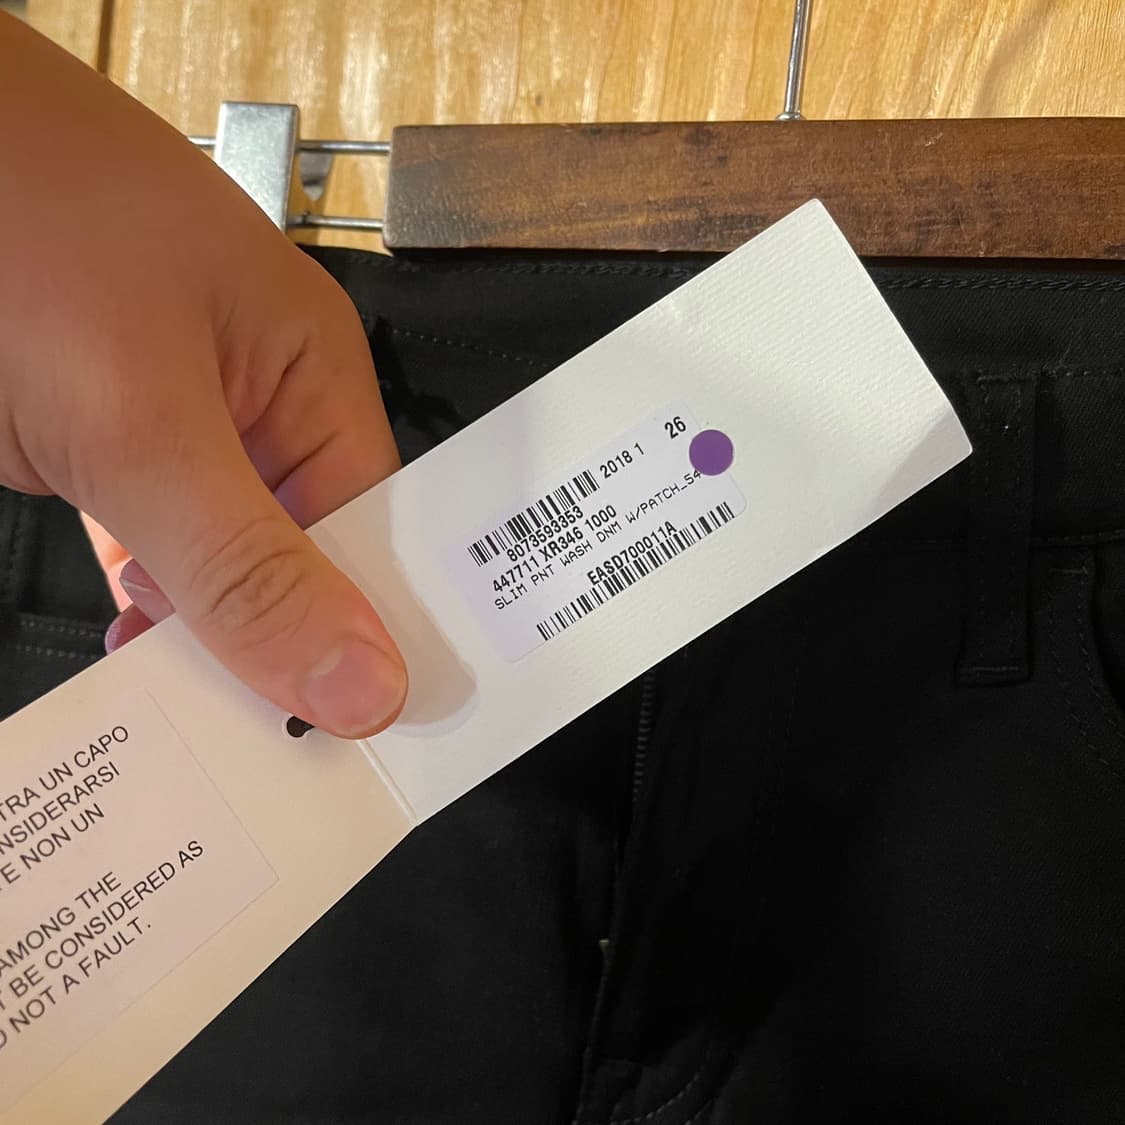 2018 1 26
8073593353
447711 XR346 1000
SLIM PNT WASH DNM W/PATCH_54
EASD700011A
TRA UN CAPO
NSIDERARSI
E NON UN
AMONG THE
T BE CONSIDERED AS
D NOT A FAULT.